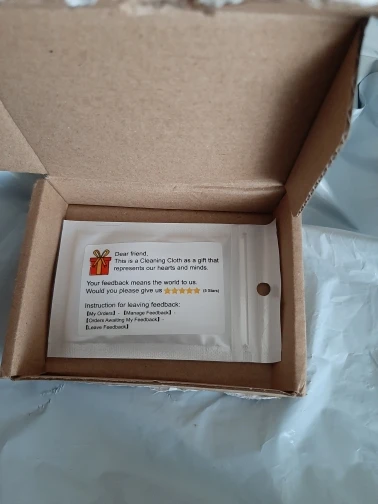 Dear friend,
This is a Cleaning Cloth as a gift that
represents our hearts and minds.
Your feedback means the world to us.
Would you please give us ⭐⭐⭐⭐⭐ (5 Stars)
Instruction for leaving feedback:
【My Orders】 - 【Manage Feedback】 -
【Orders Awaiting My Feedback】 -
【Leave Feedback】